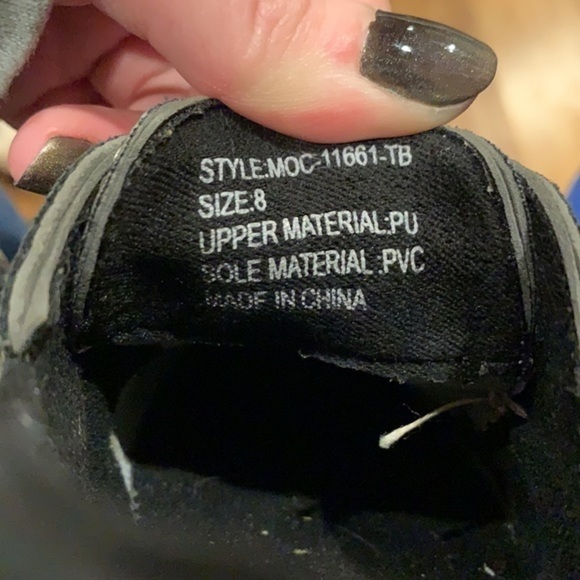 STYLE:MOC-11661-TB
SIZE:8
UPPER MATERIAL:PU
SOLE MATERIAL :PVC
MADE IN CHINA